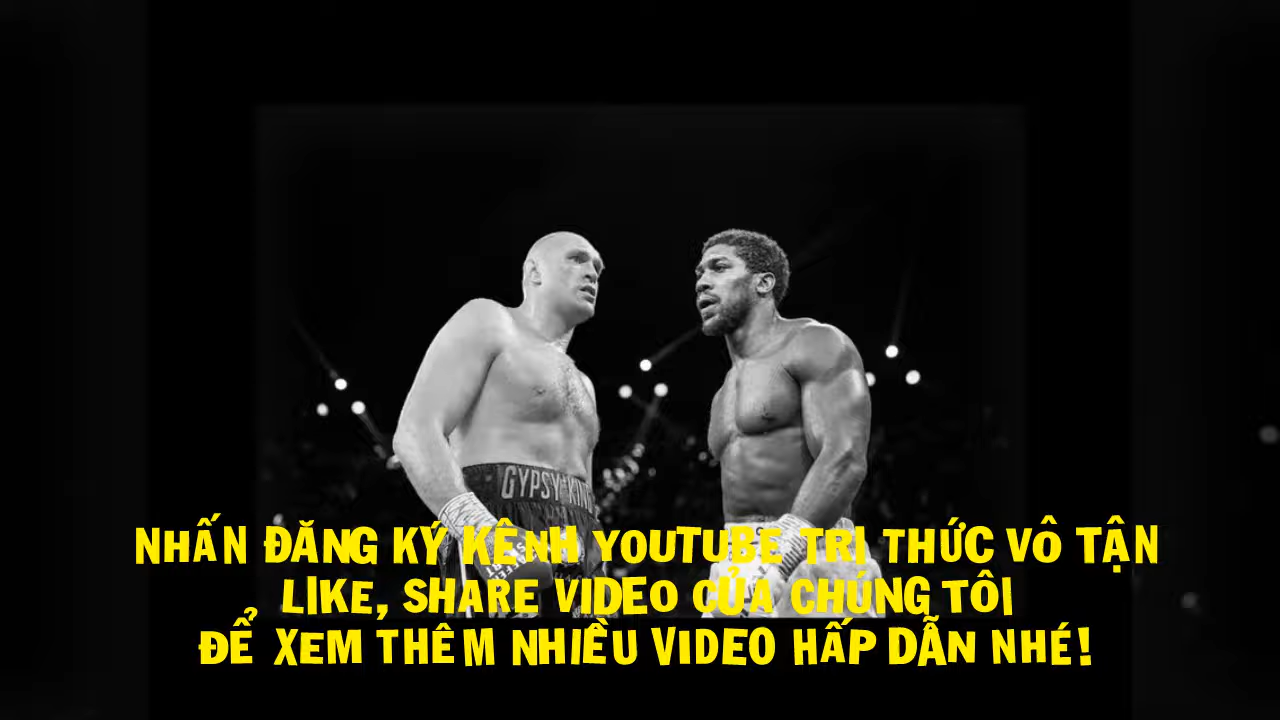 GYPSY KING
NHẤN ĐĂNG KÝ KÊNH YOUTUBE TRI THỨC VÔ TẬN
LIKE, SHARE VIDEO CỦA CHÚNG TÔI
ĐỂ XEM THÊM NHIỀU VIDEO HẤP DẪN NHÉ!